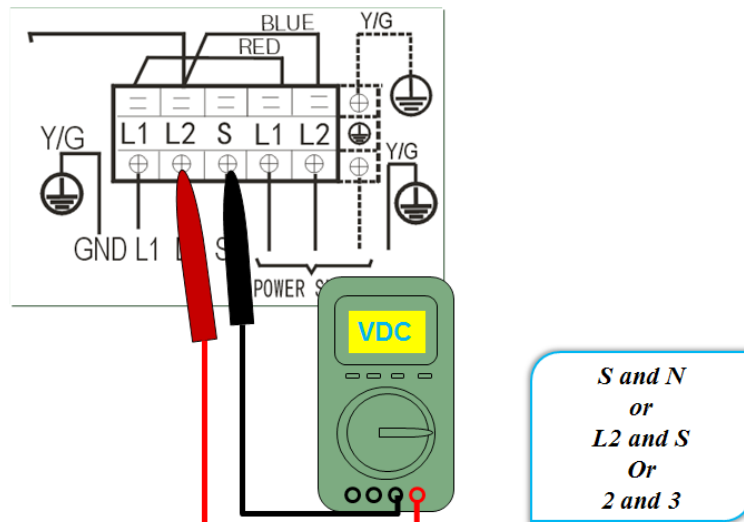 Y/G
BLUE
RED
L1 L2 S L1 L2
Y/G
Y/G
GND L1
POWER
VDC
S and N
or
L2 and S
Or
2 and 3